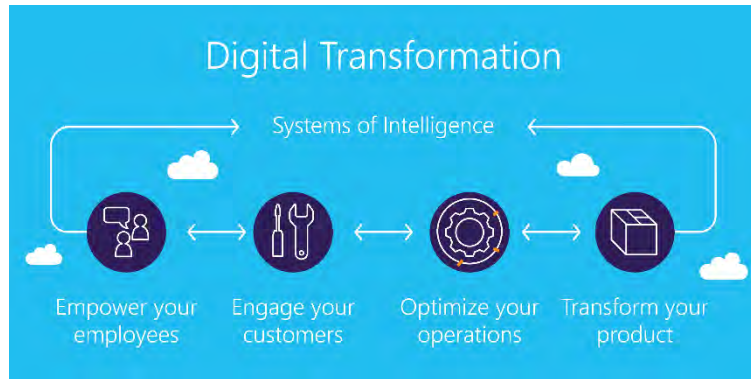 Digital Transformation
Systems of Intelligence
Empower your
employees
Engage your
customers
Optimize your
operations
Transform your
product